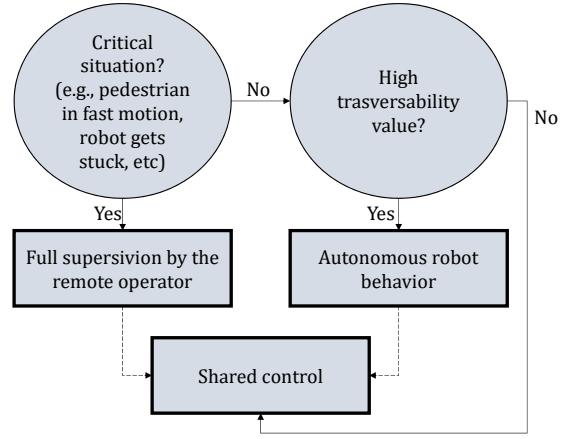 Critical
situation?
(e.g., pedestrian
in fast motion,
robot gets
stuck, etc)
No
High
trasversability
value?
No
Yes
Yes
Full supersivion by the
remote operator
Autonomous robot
behavior
Shared control